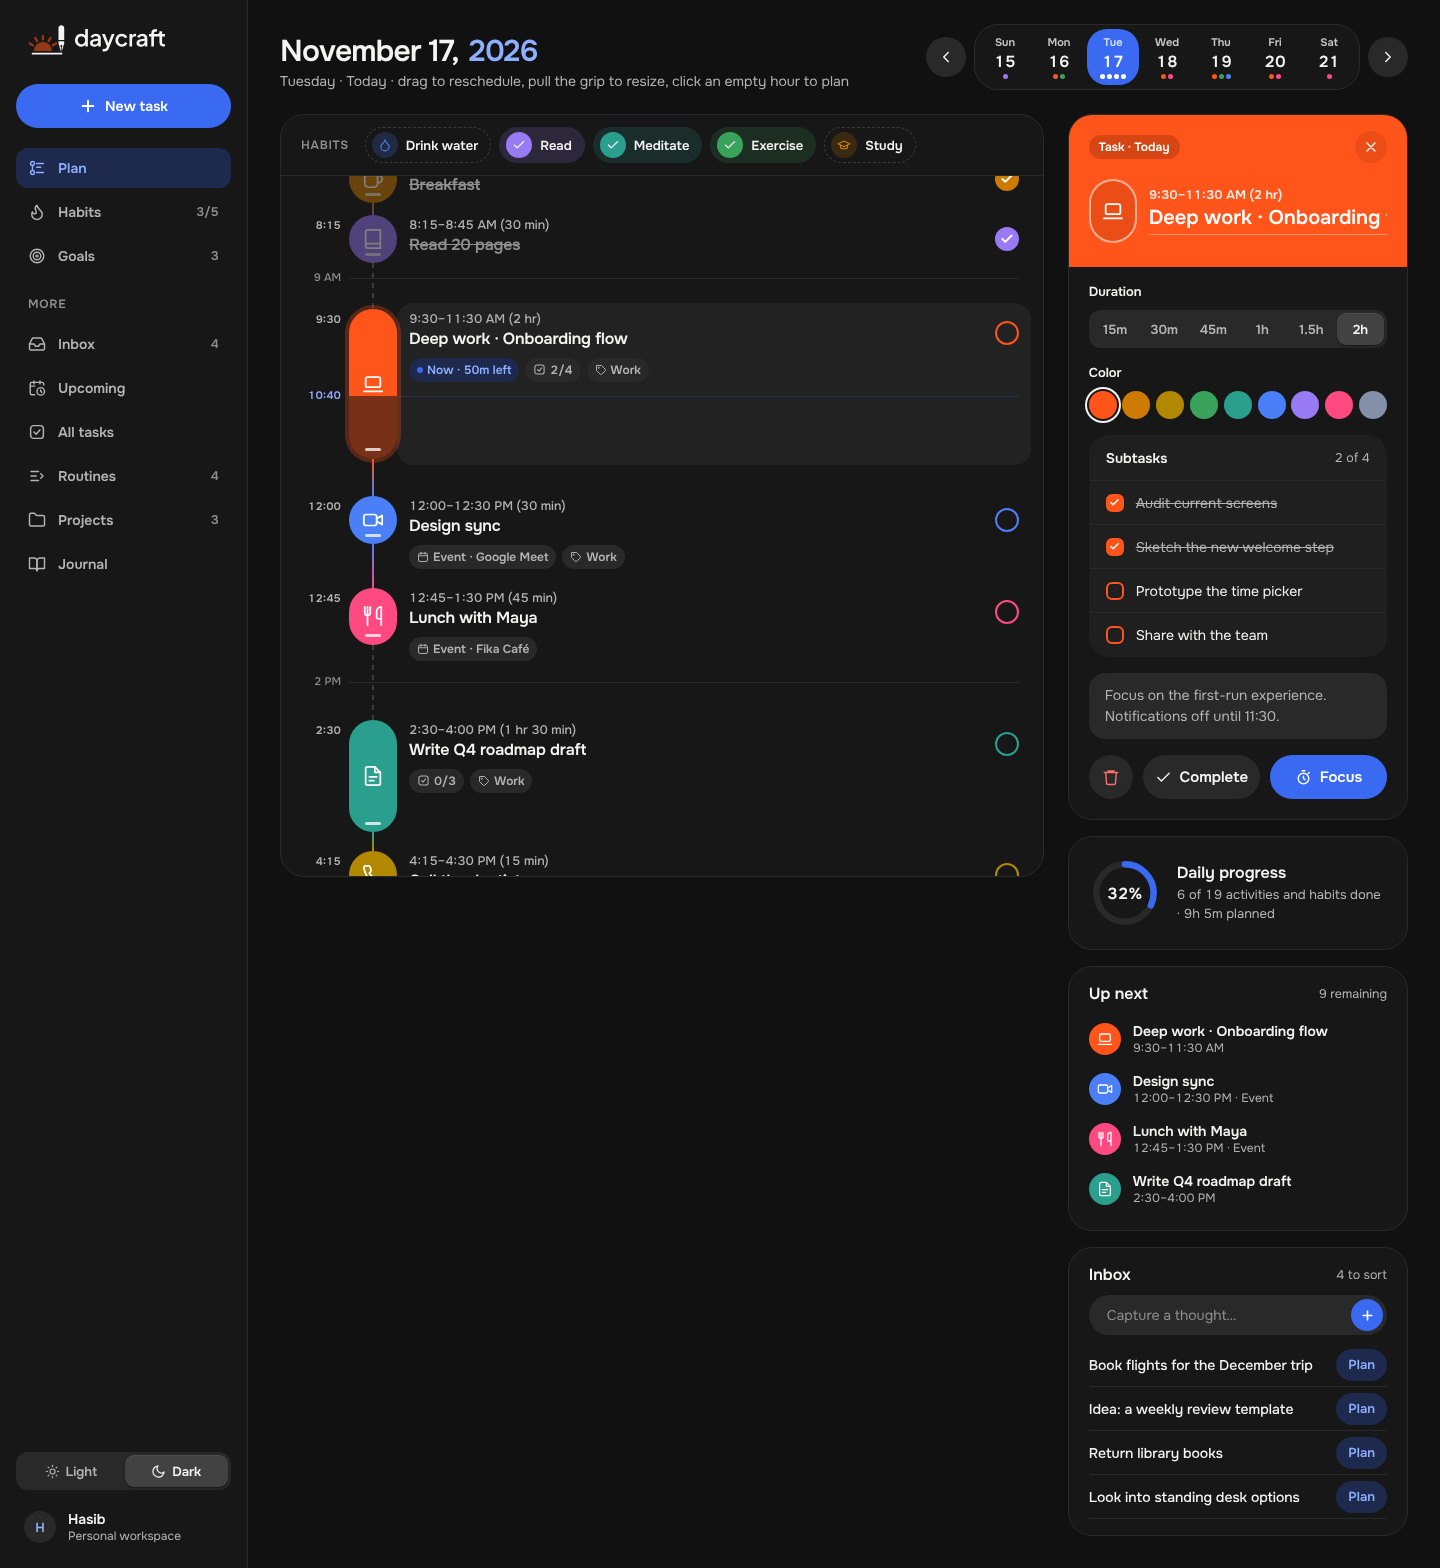 daycraft
New task
Plan
Habits 3/5
Goals 3
MORE
Inbox 4
Upcoming
All tasks
Routines 4
Projects 3
Journal
Light Dark
H
Hasib
Personal workspace
November 17, 2026
Tuesday · Today · drag to reschedule, pull the grip to resize, click an empty hour to plan
Sun Mon Tue Wed Thu Fri Sat
15 16 17 18 19 20 21
HABITS Drink water Read Meditate Exercise Study
Breakfast
8:15 8:15–8:45 AM (30 min)
Read 20 pages
9 AM
9:30 9:30–11:30 AM (2 hr)
Deep work · Onboarding flow
Now · 50m left 2/4 Work
10:40
12:00 12:00–12:30 PM (30 min)
Design sync
Event · Google Meet Work
12:45 12:45–1:30 PM (45 min)
Lunch with Maya
Event · Fika Café
2 PM
2:30 2:30–4:00 PM (1 hr 30 min)
Write Q4 roadmap draft
0/3 Work
4:15 4:15–4:30 PM (15 min)
Task · Today
9:30–11:30 AM (2 hr)
Deep work · Onboarding
Duration
15m 30m 45m 1h 1.5h 2h
Color
Subtasks 2 of 4
Audit current screens
Sketch the new welcome step
Prototype the time picker
Share with the team
Focus on the first-run experience.
Notifications off until 11:30.
Complete Focus
32%
Daily progress
6 of 19 activities and habits done
· 9h 5m planned
Up next 9 remaining
Deep work · Onboarding flow
9:30–11:30 AM
Design sync
12:00–12:30 PM · Event
Lunch with Maya
12:45–1:30 PM · Event
Write Q4 roadmap draft
2:30–4:00 PM
Inbox 4 to sort
Capture a thought…
Book flights for the December trip Plan
Idea: a weekly review template Plan
Return library books Plan
Look into standing desk options Plan